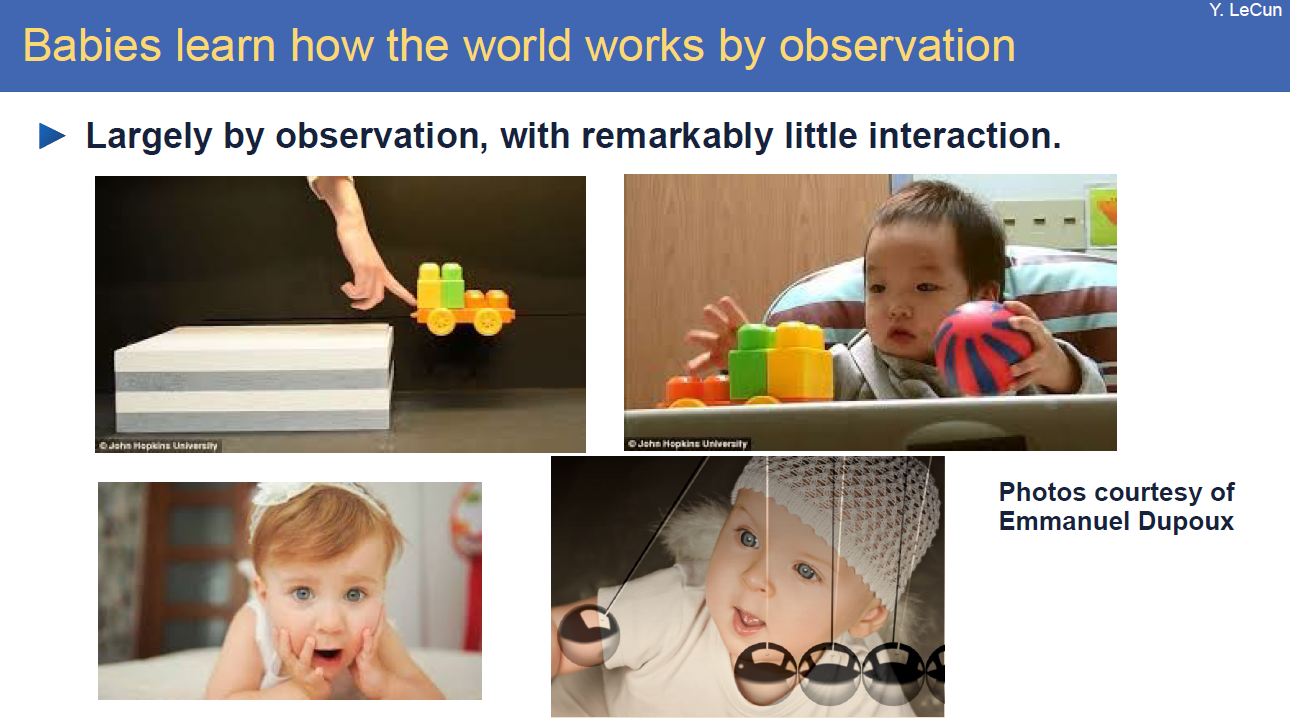 Y. LeCun
Babies learn how the world works by observation
Largely by observation, with remarkably little interaction.
© John Hopkins University
© John Hopkins University
Photos courtesy of
Emmanuel Dupoux